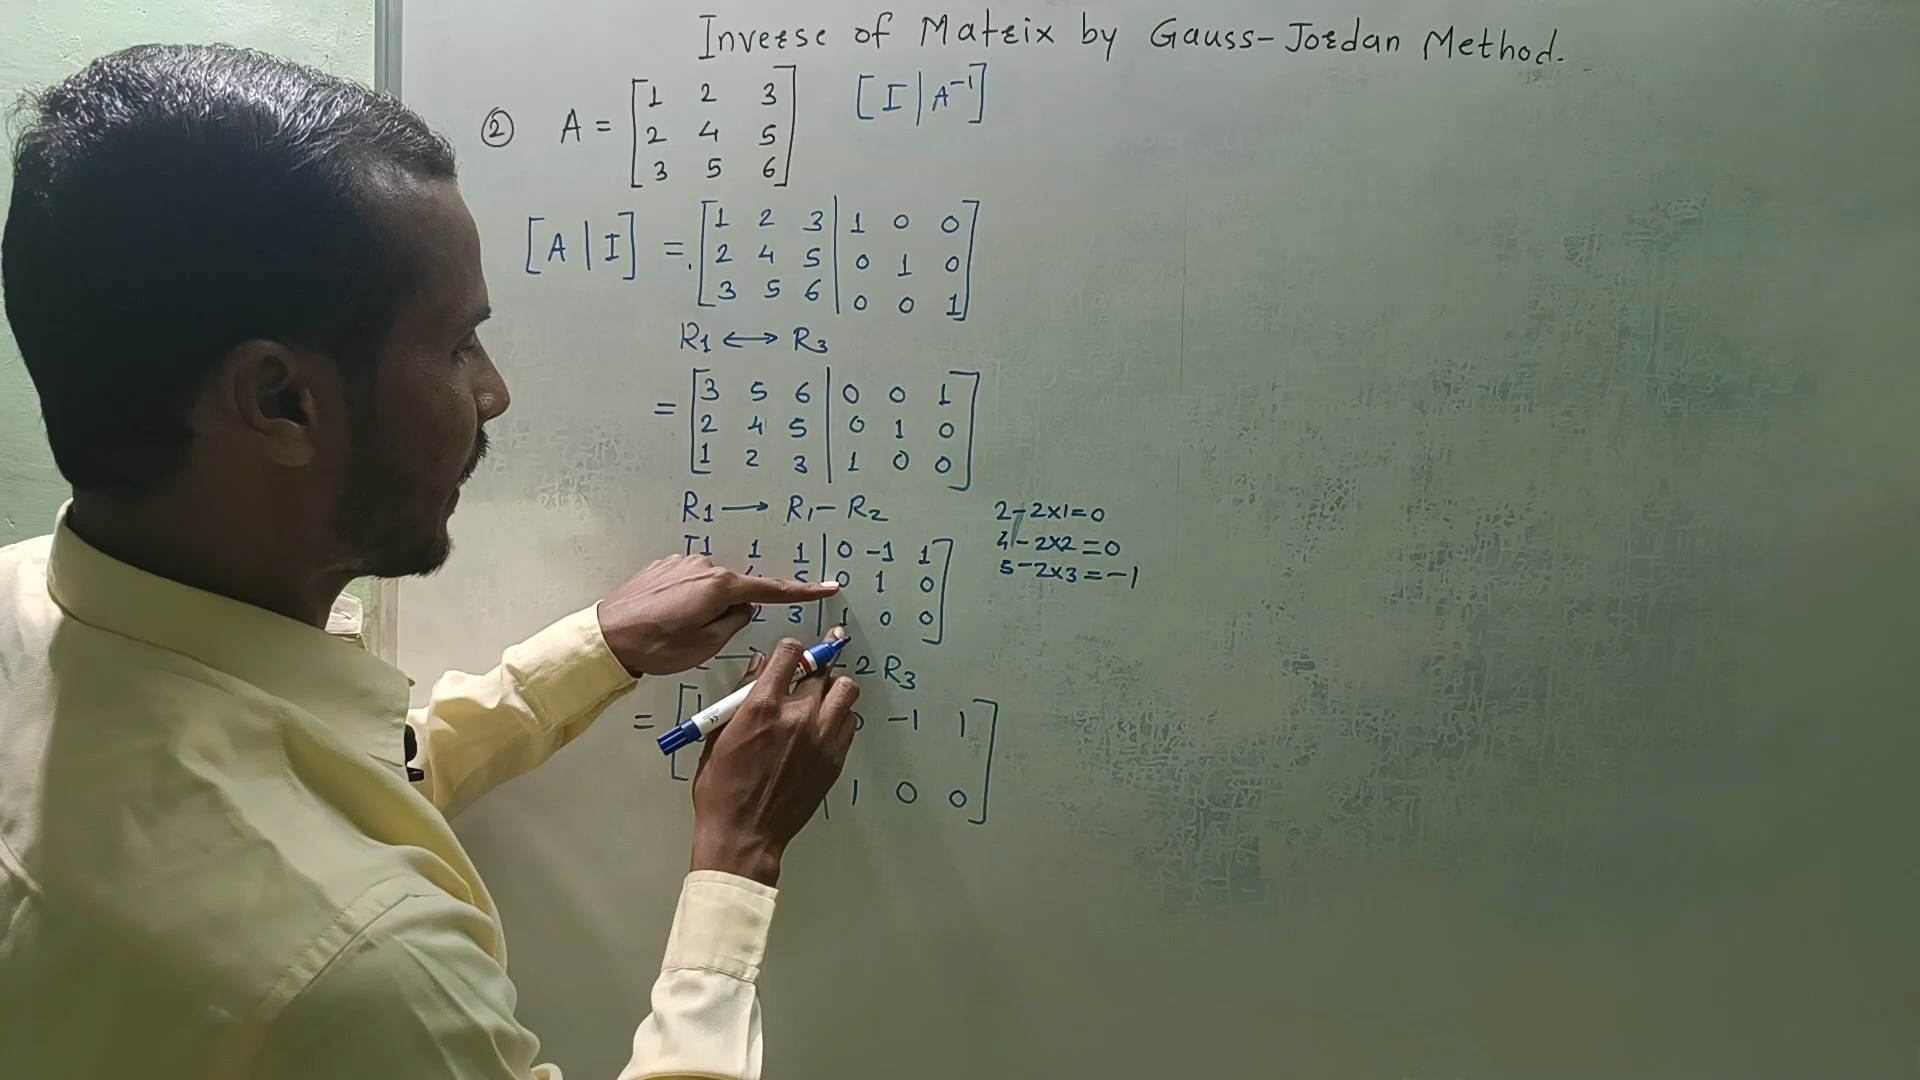 Inverse of Matrix by Gauss-Jordan Method.
② A = [1 2 3
2 4 5
3 5 6]
[I | A⁻¹]
[A | I] = [1 2 3 | 1 0 0
2 4 5 | 0 1 0
3 5 6 | 0 0 1]
R1 ⟷ R3
= [3 5 6 | 0 0 1
2 4 5 | 0 1 0
1 2 3 | 1 0 0]
R1 ⟶ R1 - R2
[1 1 1 | 0 -1 1
5 | 0 1 0
2 3 | 1 0 0]
2 - 2×1 = 0
4 - 2×2 = 0
5 - 2×3 = -1
⟶ - 2R3
= [1 0 -1 1
| 1 0 0]